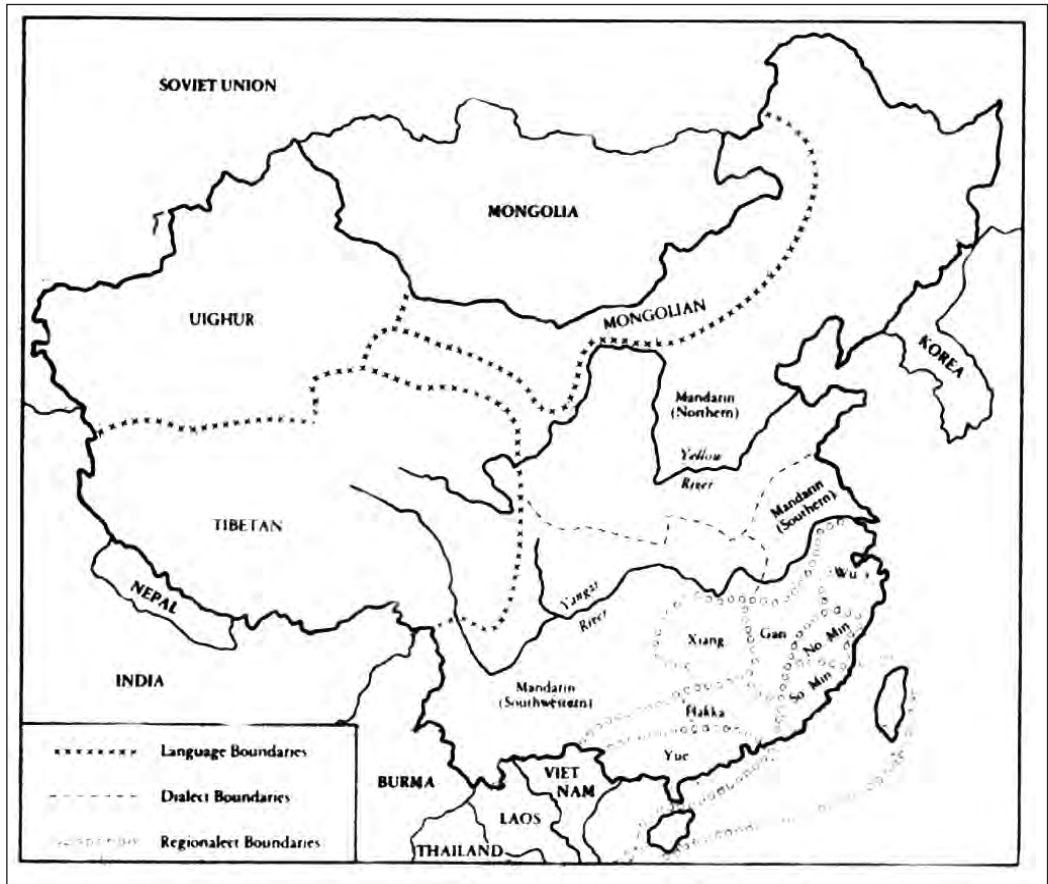 SOVIET UNION
MONGOLIA
UIGHUR
MONGOLIAN
KOREA
Mandarin
(Northern)
Yellow
River
Mandarin
(Southern)
TIBETAN
NEPAL
Yangzi
River
Wu
Xiang
Gan
No Min
So Min
INDIA
Mandarin
(Southwestern)
Hakka
Yue
BURMA
VIET
NAM
LAOS
THAILAND
Language Boundaries
Dialect Boundaries
Regionalect Boundaries